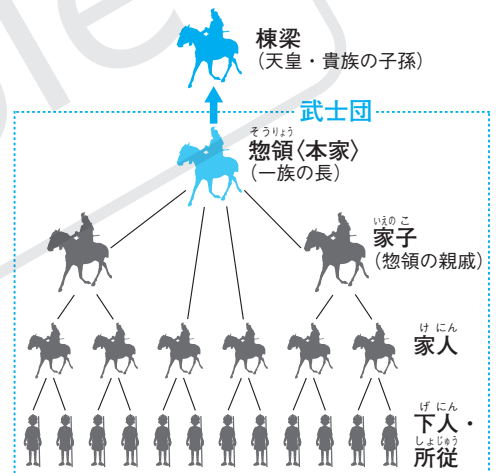 棟梁
（天皇・貴族の子孫）
武士団
そうりょう
惣領〈本家〉
（一族の長）
いえの こ
家子
（惣領の親戚）
け にん
家人
げ にん
下人・
しょじゅう
所従